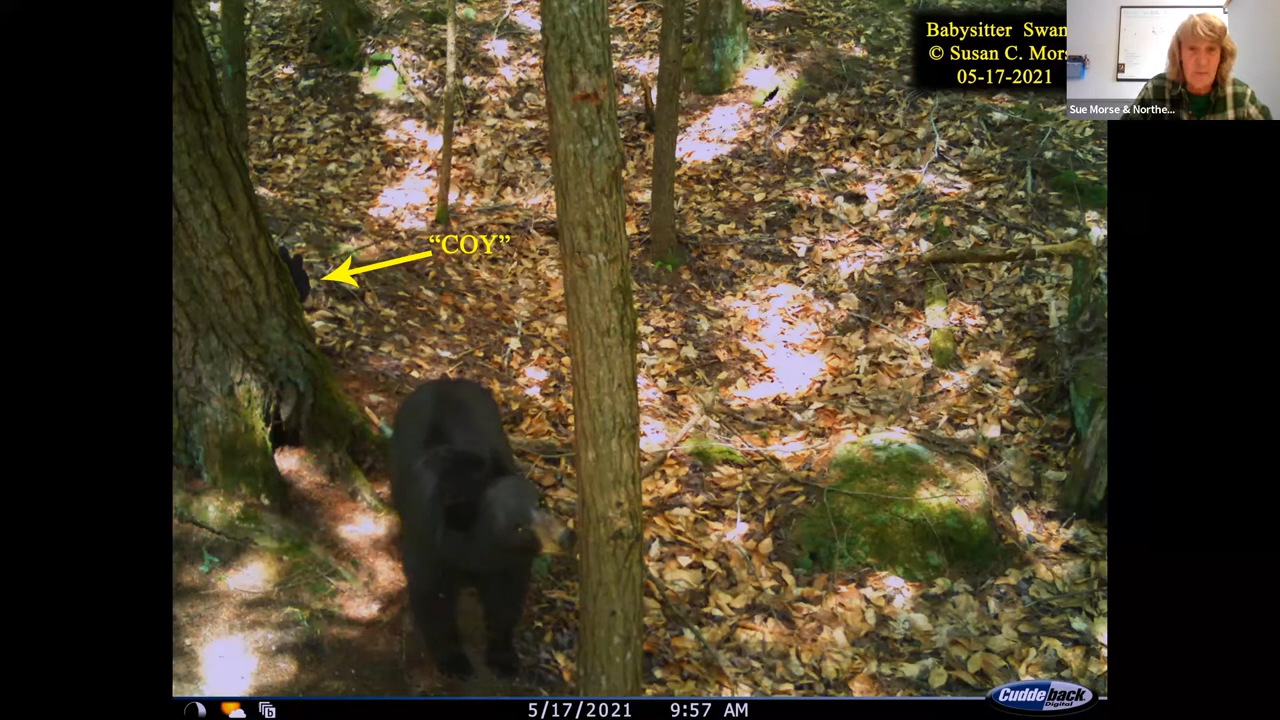 Babysitter Swan
© Susan C. Mors
05-17-2021
Sue Morse & Northe...
“COY”
5/17/2021 9:57 AM
Cuddeback
Digital